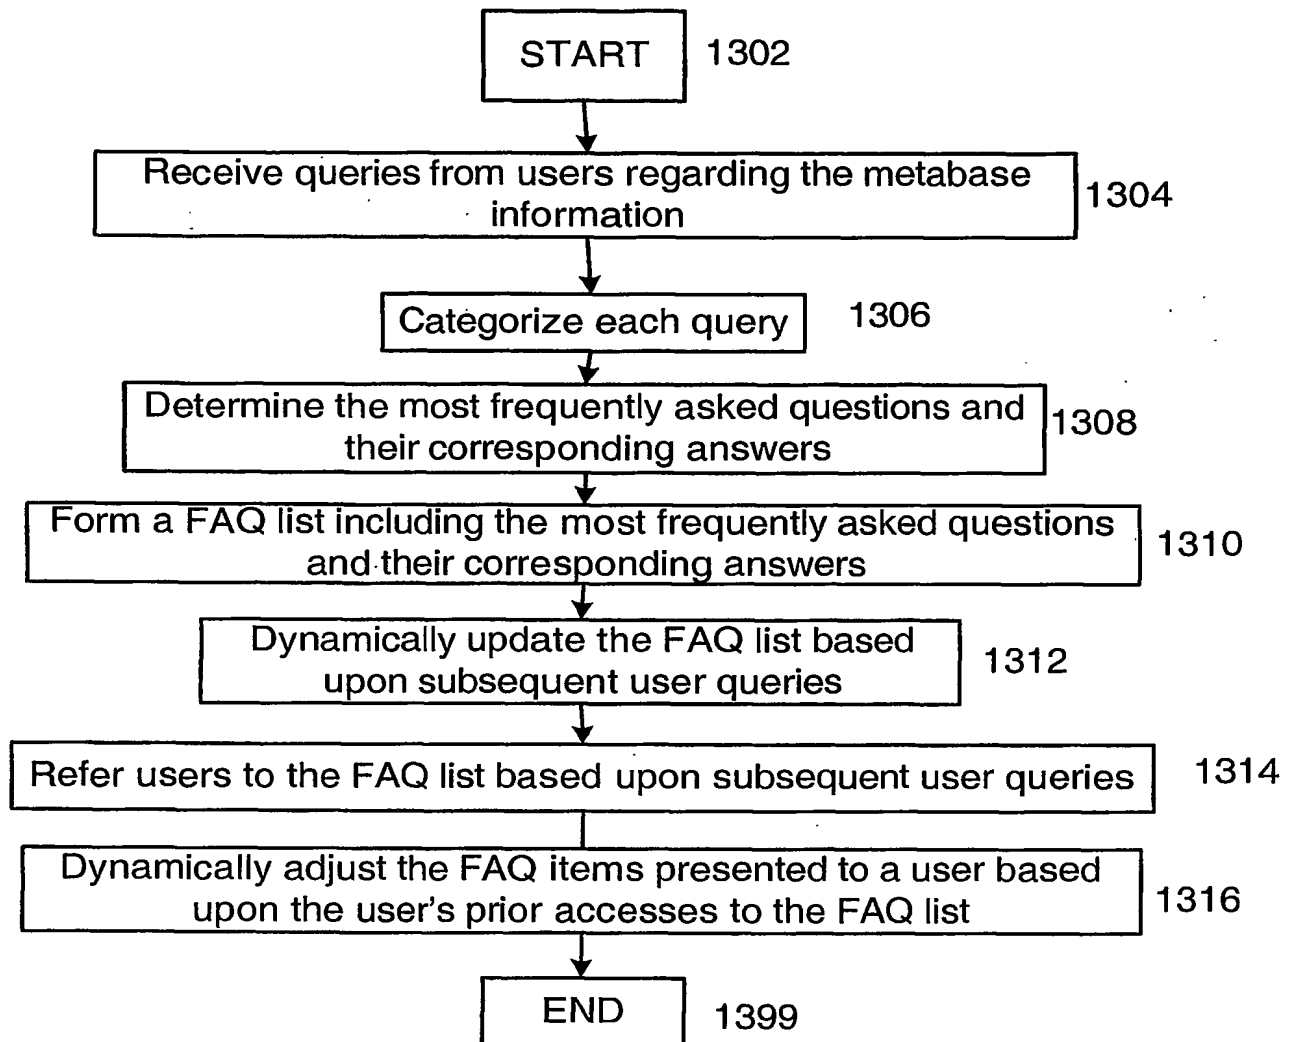 START 1302
Receive queries from users regarding the metabase
information
1304
Categorize each query 1306
Determine the most frequently asked questions and
their corresponding answers
1308
Form a FAQ list including the most frequently asked questions
and their corresponding answers
1310
Dynamically update the FAQ list based
upon subsequent user queries
1312
Refer users to the FAQ list based upon subsequent user queries 1314
Dynamically adjust the FAQ items presented to a user based
upon the user's prior accesses to the FAQ list
1316
END 1399